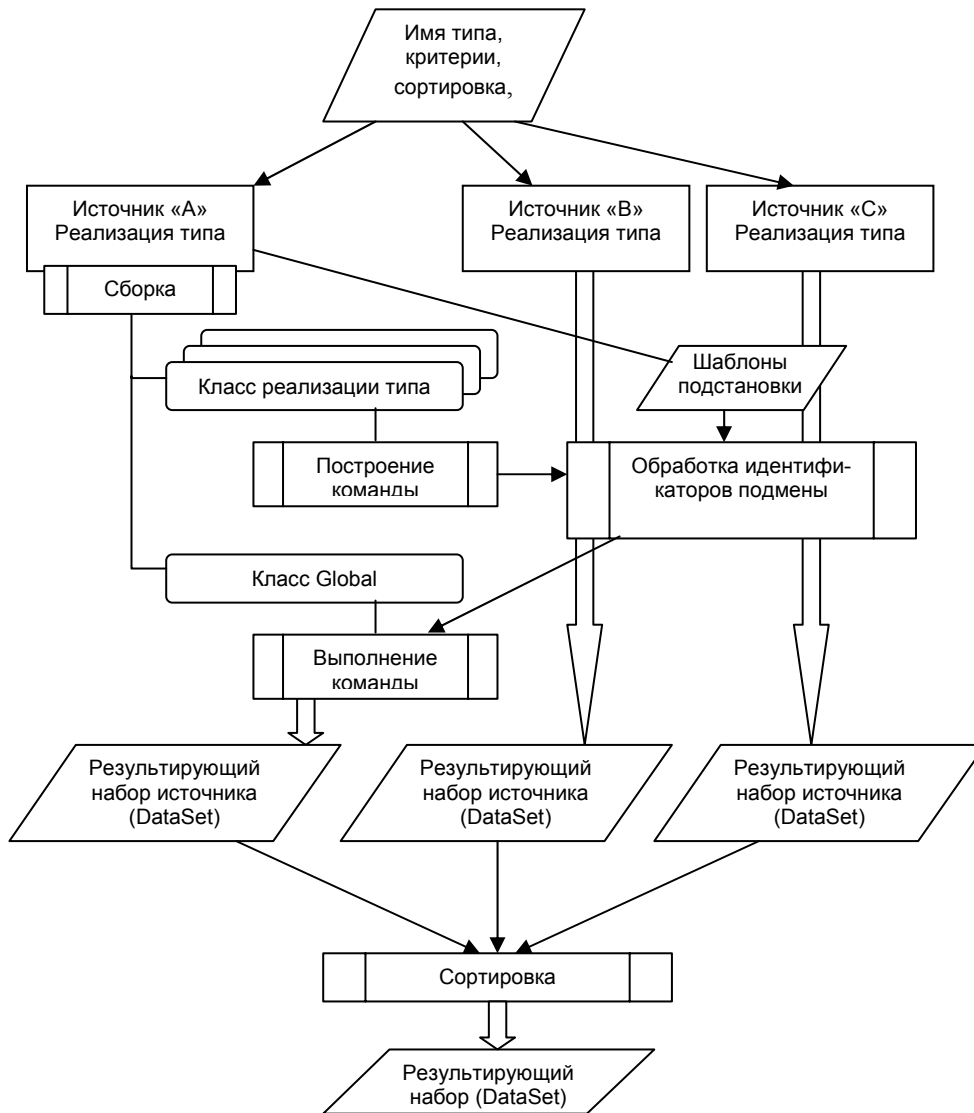 Имя типа,
критерии,
сортировка,
Источник «А»
Реализация типа
Источник «В»
Реализация типа
Источник «С»
Реализация типа
Сборка
Шаблоны
подстановки
Класс реализации типа
Построение
команды
Обработка идентифи-
каторов подмены
Класс Global
Выполнение
команды
Результирующий
набор источника
(DataSet)
Результирующий
набор источника
(DataSet)
Результирующий
набор источника
(DataSet)
Сортировка
Результирующий
набор (DataSet)